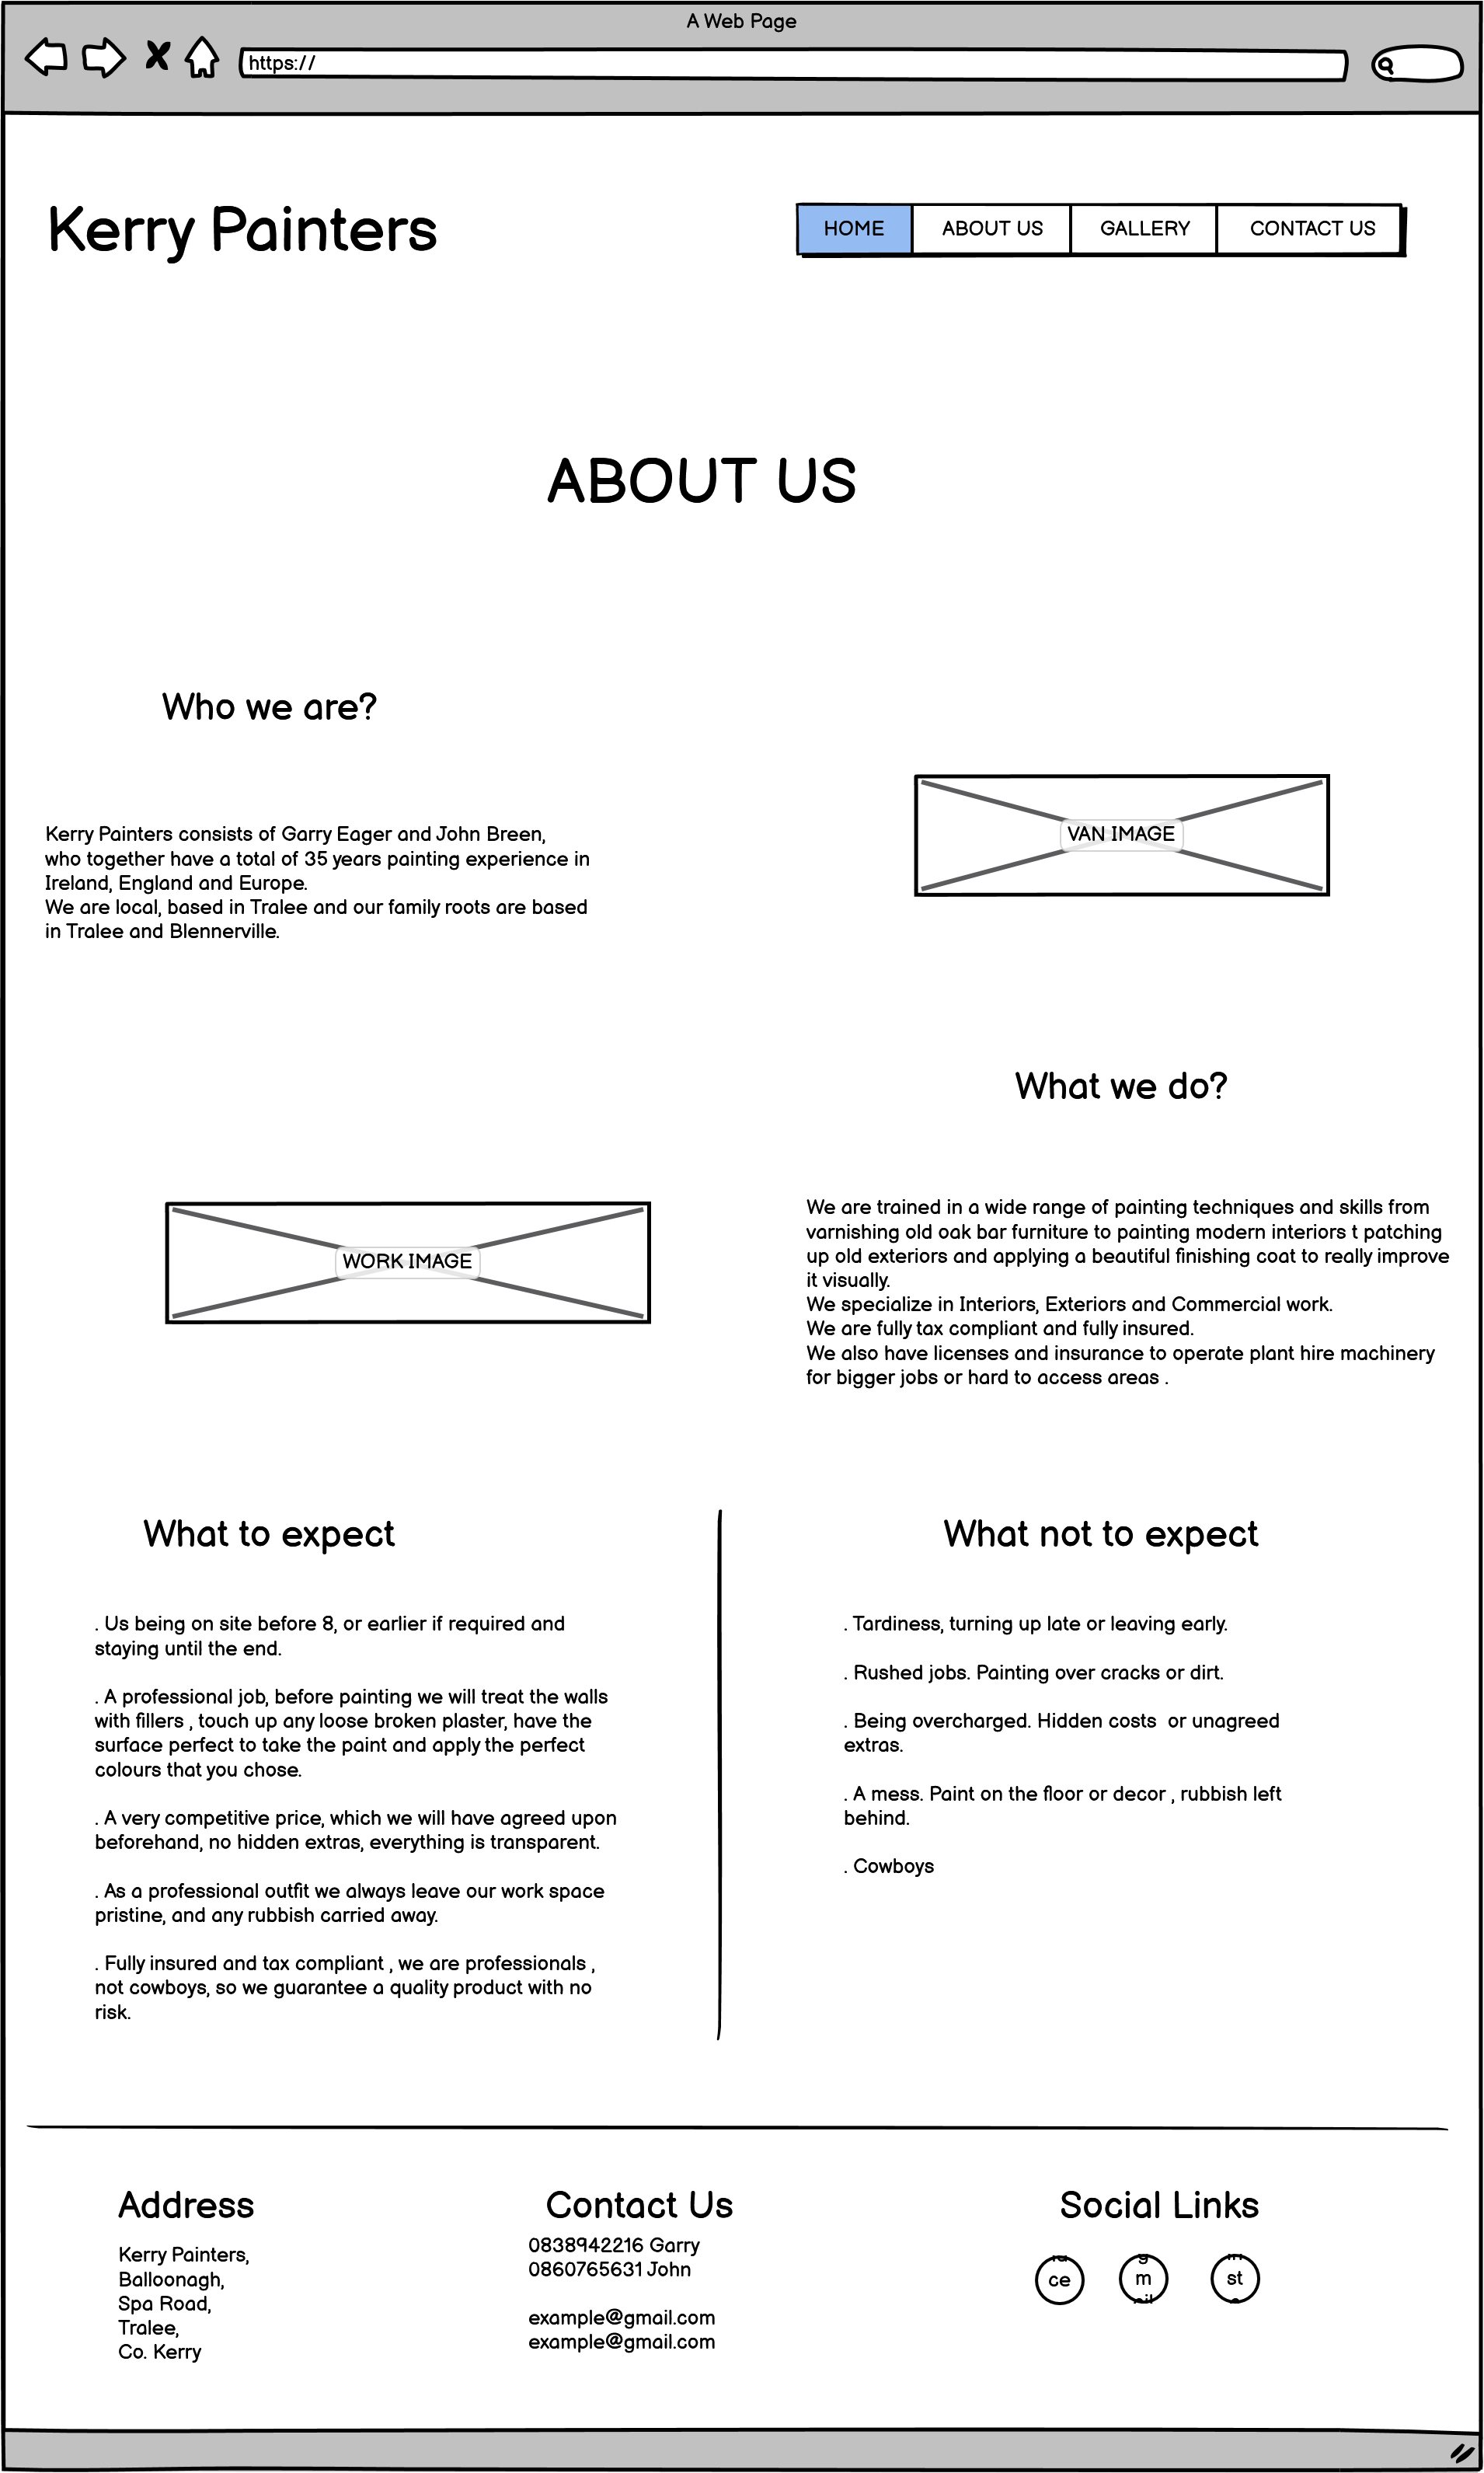 A Web Page
https://
Kerry Painters
HOME ABOUT US GALLERY CONTACT US
ABOUT US
Who we are?
Kerry Painters consists of Garry Eager and John Breen,
who together have a total of 35 years painting experience in
Ireland, England and Europe.
We are local, based in Tralee and our family roots are based
in Tralee and Blennerville.
VAN IMAGE
What we do?
WORK IMAGE
We are trained in a wide range of painting techniques and skills from
varnishing old oak bar furniture to painting modern interiors t patching
up old exteriors and applying a beautiful finishing coat to really improve
it visually.
We specialize in Interiors, Exteriors and Commercial work.
We are fully tax compliant and fully insured.
We also have licenses and insurance to operate plant hire machinery
for bigger jobs or hard to access areas .
What to expect
. Us being on site before 8, or earlier if required and
staying until the end.
. A professional job, before painting we will treat the walls
with fillers , touch up any loose broken plaster, have the
surface perfect to take the paint and apply the perfect
colours that you chose.
. A very competitive price, which we will have agreed upon
beforehand, no hidden extras, everything is transparent.
. As a professional outfit we always leave our work space
pristine, and any rubbish carried away.
. Fully insured and tax compliant , we are professionals ,
not cowboys, so we guarantee a quality product with no
risk.
What not to expect
. Tardiness, turning up late or leaving early.
. Rushed jobs. Painting over cracks or dirt.
. Being overcharged. Hidden costs  or unagreed
extras.
. A mess. Paint on the floor or decor , rubbish left
behind.
. Cowboys
Address
Kerry Painters,
Balloonagh,
Spa Road,
Tralee,
Co. Kerry
Contact Us
0838942216 Garry
0860765631 John
example@gmail.com
example@gmail.com
Social Links
ce
m
st